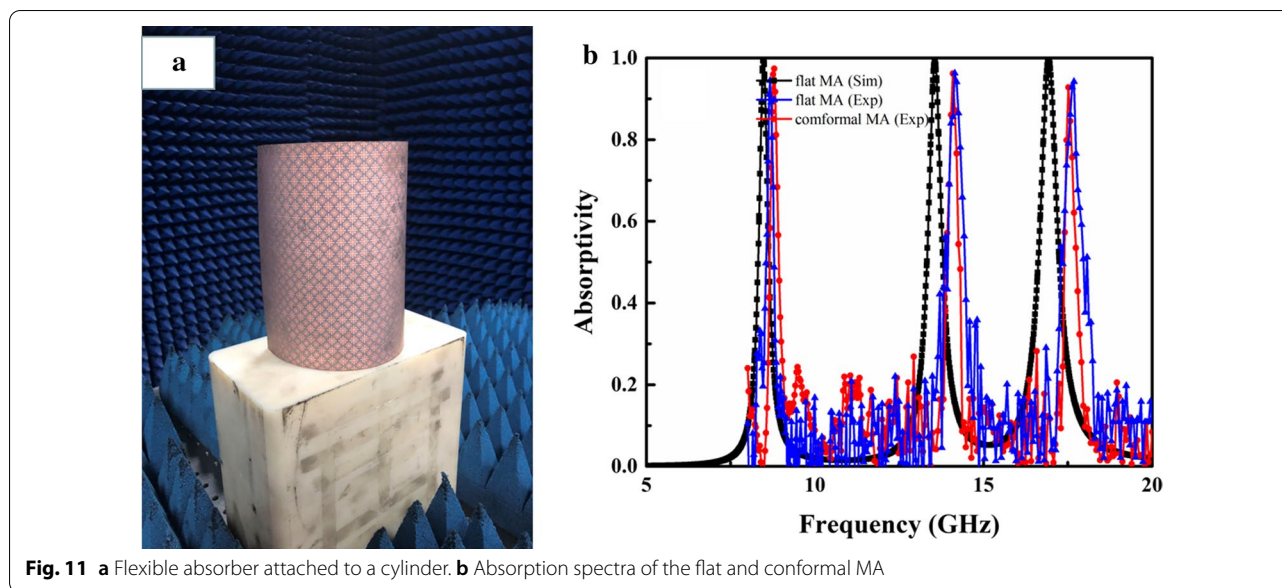 a
b
1.0
0.8
0.6
0.4
0.2
0.0
Absorptivity
flat MA (Sim)
flat MA (Exp)
comformal MA (Exp)
5
10
15
20
Frequency (GHz)
Fig. 11 a Flexible absorber attached to a cylinder. b Absorption spectra of the flat and conformal MA